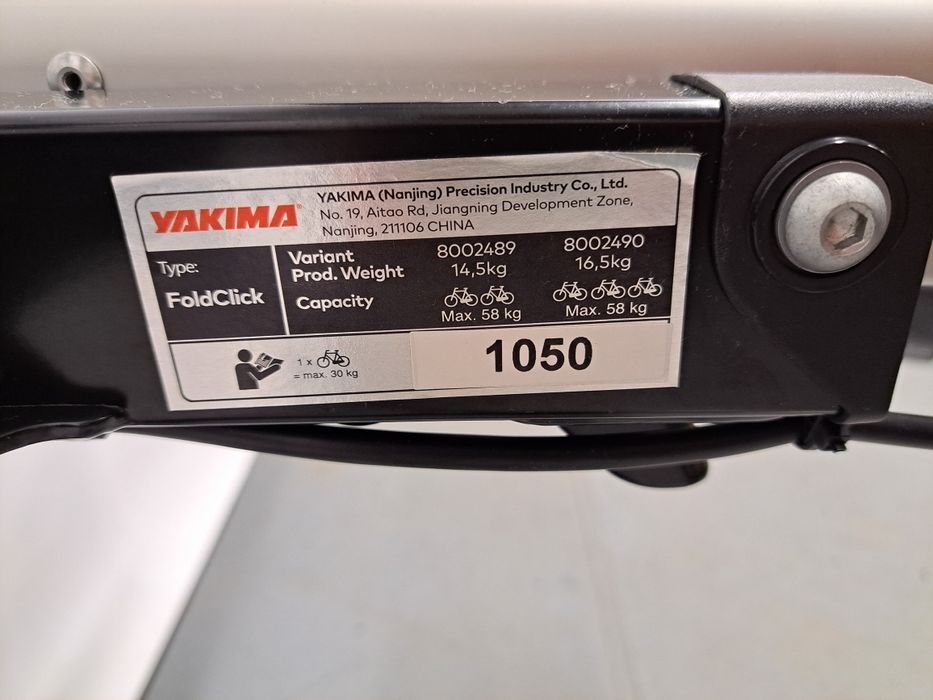 YAKIMA
YAKIMA (Nanjing) Precision Industry Co., Ltd.
No. 19, Aitao Rd, Jiangning Development Zone,
Nanjing, 211106 CHINA
Type:
FoldClick
Variant 8002489 8002490
Prod. Weight 14,5kg 16,5kg
Capacity
Max. 58 kg Max. 58 kg
1 x
= max. 30 kg
1050